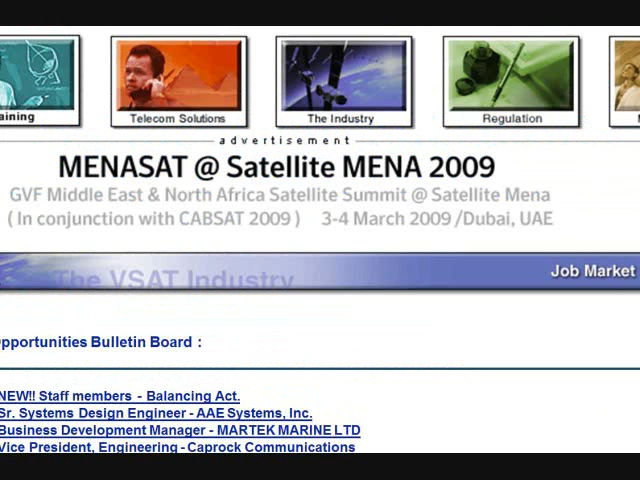 aining
Telecom Solutions
The Industry
Regulation
advertisement
MENASAT @ Satellite MENA 2009
GVF Middle East & North Africa Satellite Summit @ Satellite Mena
( In conjunction with CABSAT 2009 ) 3-4 March 2009 /Dubai, UAE
The VSAT Industry
Job Market
pportunities Bulletin Board :
NEW!! Staff members - Balancing Act.
Sr. Systems Design Engineer - AAE Systems, Inc.
Business Development Manager - MARTEK MARINE LTD
Vice President, Engineering - Caprock Communications